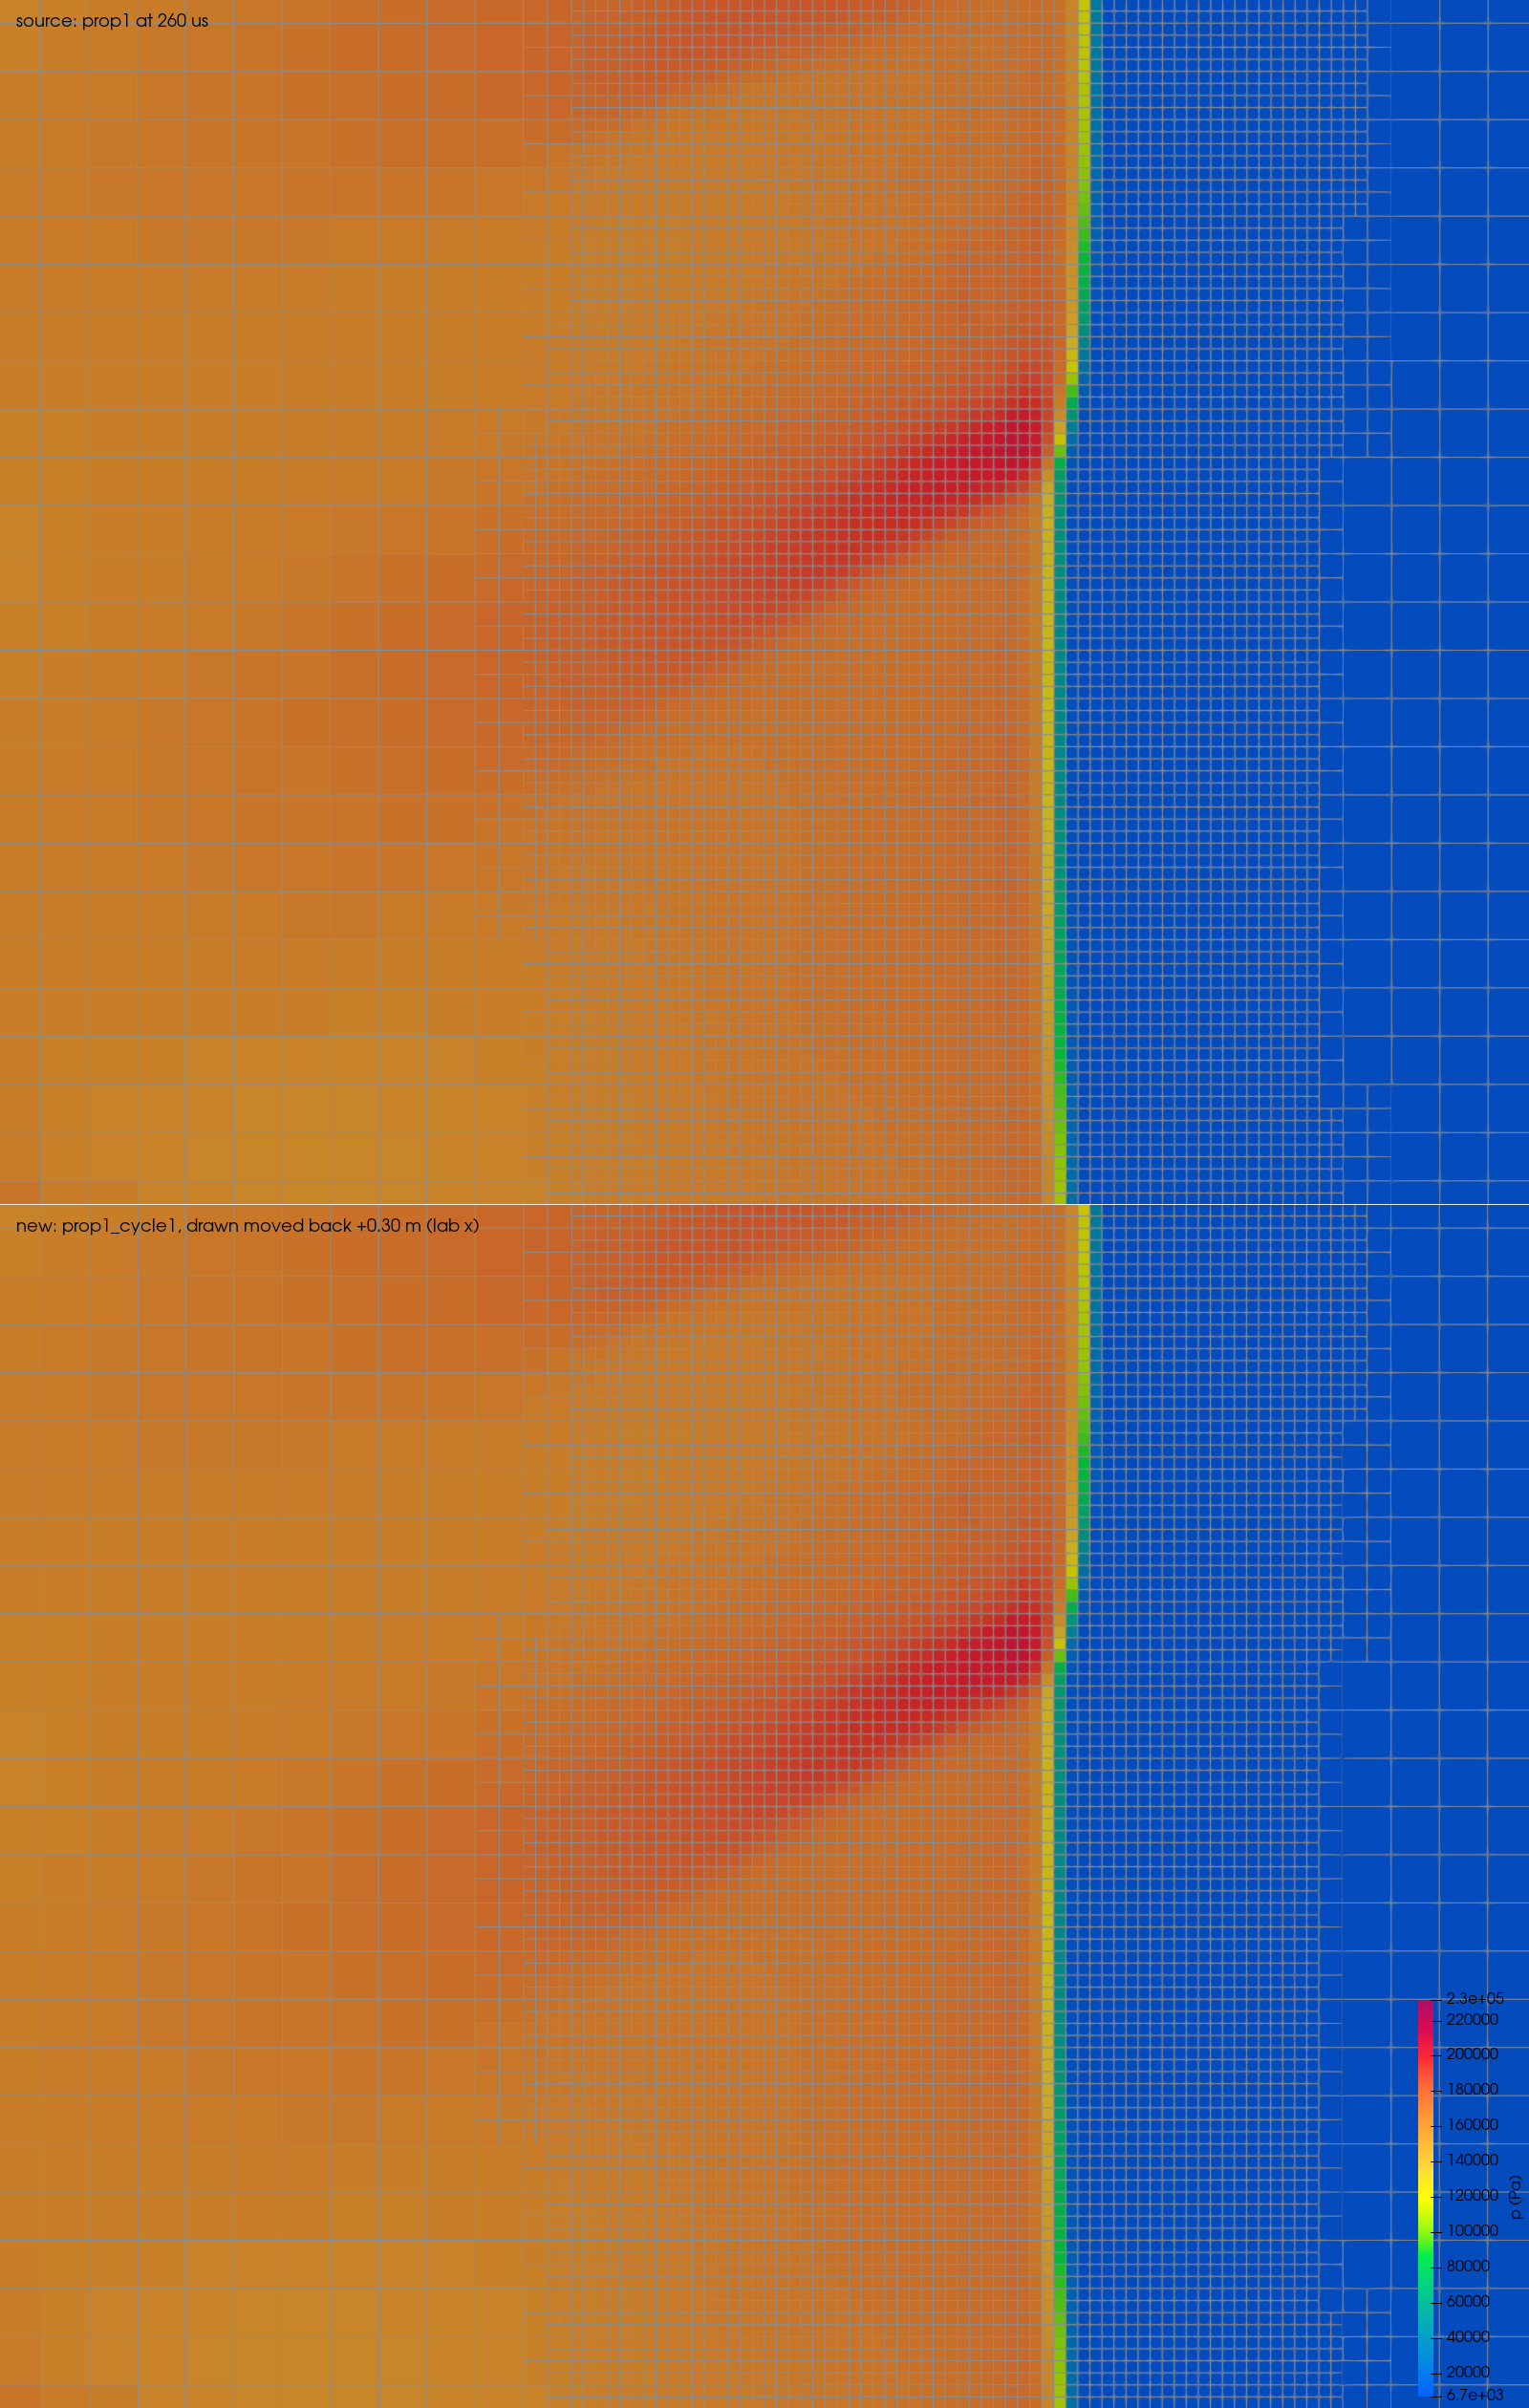 source: prop1 at 260 us
new: prop1_cycle1, drawn moved back +0.30 m (lab x)
2.3e+05
220000
200000
180000
160000
140000
120000
100000
80000
60000
40000
20000
6.7e+03
p (Pa)